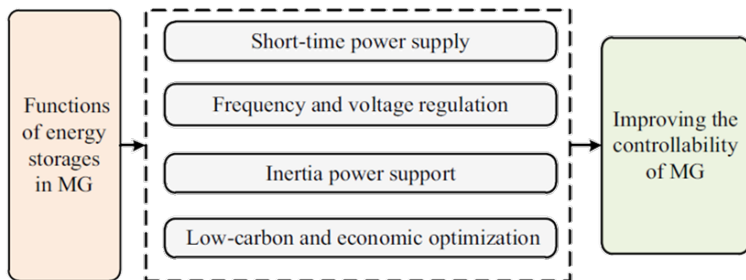 Functions
of energy
storages
in MG
Short-time power supply
Frequency and voltage regulation
Inertia power support
Low-carbon and economic optimization
Improving the
controllability
of MG